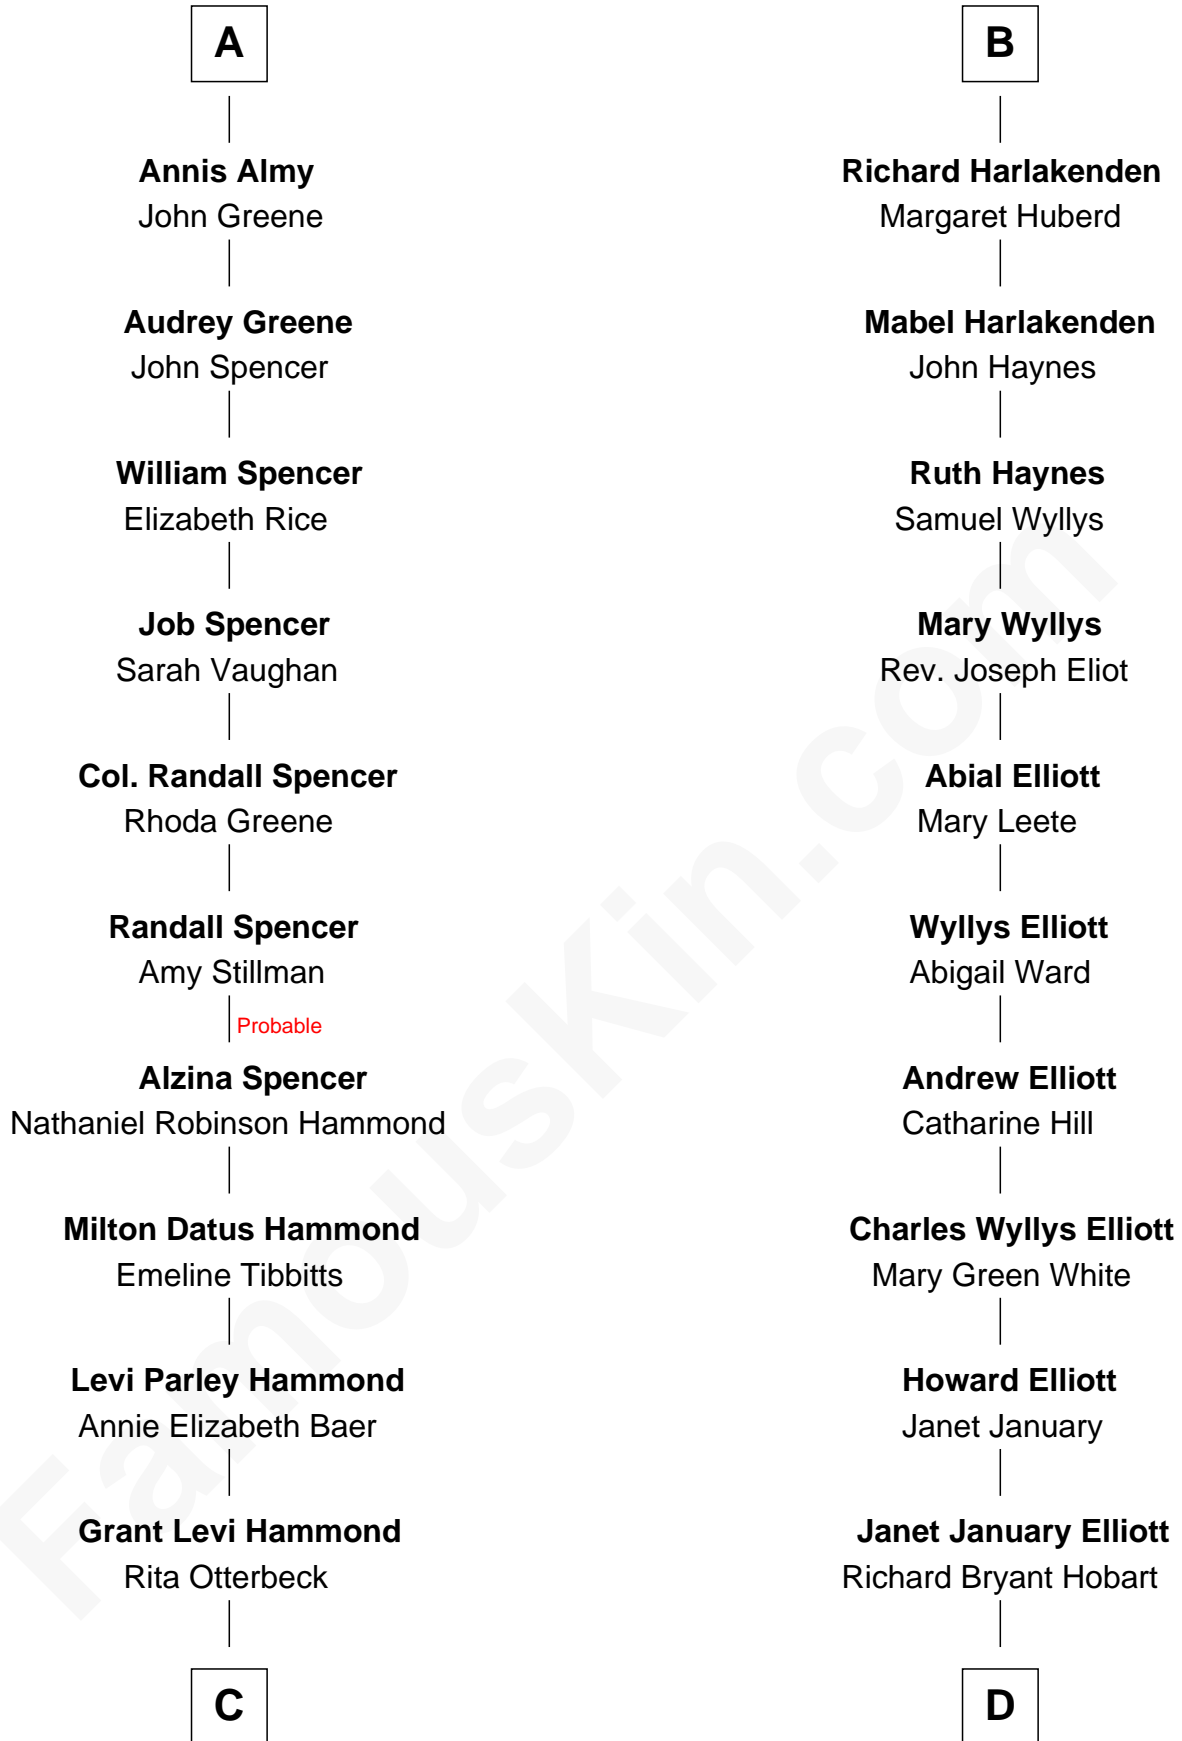 A
Annis Almy
John Greene
Audrey Greene
John Spencer
William Spencer
Elizabeth Rice
Job Spencer
Sarah Vaughan
Col. Randall Spencer
Rhoda Greene
Randall Spencer
Amy Stillman
Probable
Alzina Spencer
Nathaniel Robinson Hammond
Milton Datus Hammond
Emeline Tibbitts
Levi Parley Hammond
Annie Elizabeth Baer
Grant Levi Hammond
Rita Otterbeck
C
B
Richard Harlakenden
Margaret Huberd
Mabel Harlakenden
John Haynes
Ruth Haynes
Samuel Wyllys
Mary Wyllys
Rev. Joseph Eliot
Abial Elliott
Mary Leete
Wyllys Elliott
Abigail Ward
Andrew Elliott
Catharine Hill
Charles Wyllys Elliott
Mary Green White
Howard Elliott
Janet January
Janet January Elliott
Richard Bryant Hobart
D
FamousKin.com